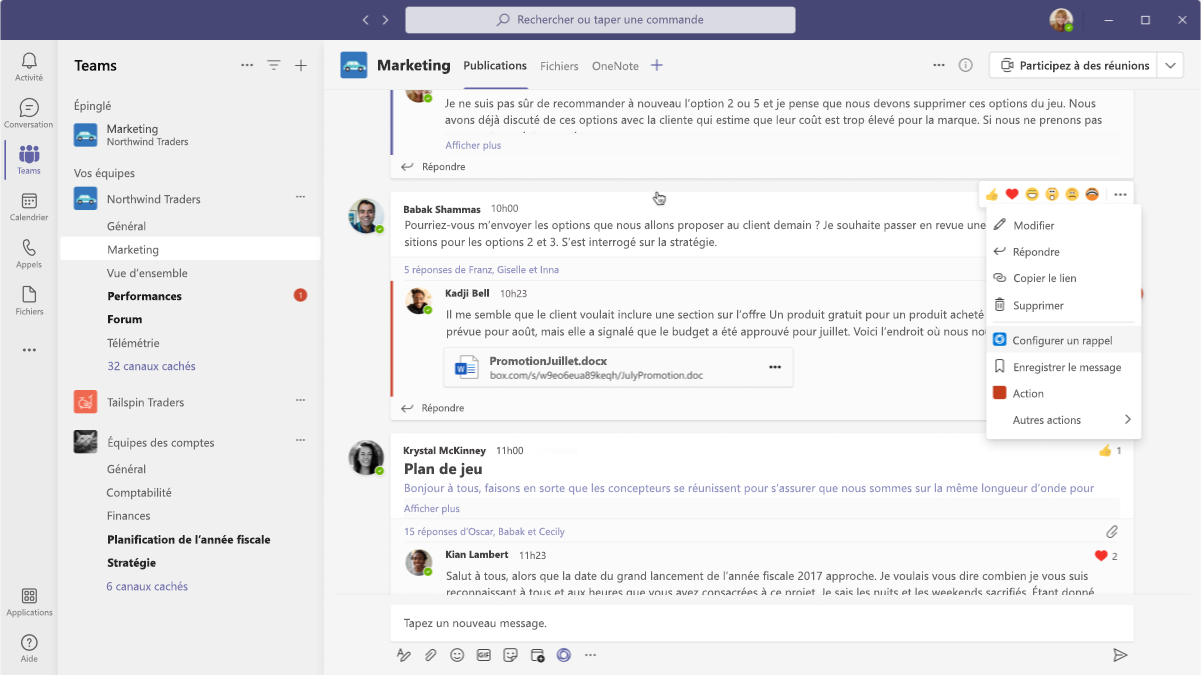 Rechercher ou taper une commande
Activité
Conversation
Teams
Calendrier
Appels
Fichiers
Applications
Aide
Teams
Épinglé
Marketing
Northwind Traders
Vos équipes
Northwind Traders
Général
Marketing
Vue d'ensemble
Performances
1
Forum
Télémétrie
32 canaux cachés
Tailspin Traders
Équipes des comptes
Général
Comptabilité
Finances
Planification de l'année fiscale
Stratégie
6 canaux cachés
Marketing
Publications
Fichiers
OneNote
Participez à des réunions
Je ne suis pas sûr de recommander à nouveau l'option 2 ou 5 et je pense que nous devons supprimer ces options du jeu. Nous
avons déjà discuté de ces options avec la cliente qui estime que leur coût est trop élevé pour la marque. Si nous ne prenons pas
Afficher plus
Répondre
Babak Shammas 10h00
Pourriez-vous m'envoyer les options que nous allons proposer au client demain ? Je souhaite passer en revue une
sitions pour les options 2 et 3. S'est interrogé sur la stratégie.
5 réponses de Franz, Giselle et Inna
Kadji Bell 10h23
Il me semble que le client voulait inclure une section sur l'offre Un produit gratuit pour un produit acheté
prévue pour août, mais elle a signalé que le budget a été approuvé pour juillet. Voici l'endroit où nous
PromotionJuillet.docx
box.com/s/w9eo6eua89keqh/JulyPromotion.doc
Répondre
Modifier
Répondre
Copier le lien
Supprimer
Configurer un rappel
Enregistrer le message
Action
Autres actions
Krystal McKinney 11h00
1
Plan de jeu
Bonjour à tous, faisons en sorte que les concepteurs se réunissent pour s'assurer que nous sommes sur la même longueur d'onde pour
Afficher plus
15 réponses d'Oscar, Babak et Cecily
Kian Lambert 11h23
2
Salut à tous, alors que la date du grand lancement de l'année fiscale 2017 approche. Je voulais vous dire combien je vous suis
reconnaissant à tous et aux heures que vous avez consacrées à ce projet. Je sais les nuits et les weekends sacrifiés. Étant donné
Tapez un nouveau message.
GIF